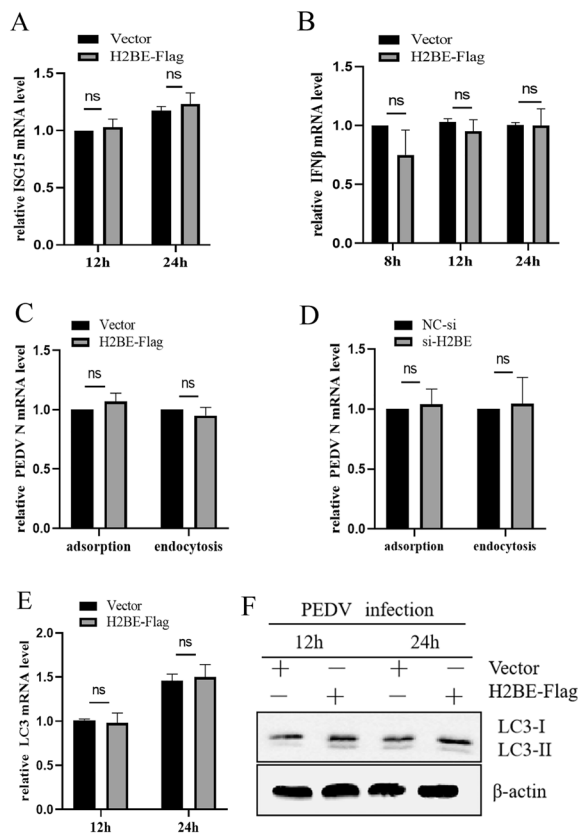 A
Vector
H2BE-Flag
relative ISG15 mRNA level
1.5
1.0
0.5
0.0
ns
ns
12h
24h
B
Vector
H2BE-Flag
relative IFNβ mRNA level
1.5
1.0
0.5
0.0
ns
ns
ns
8h
12h
24h
C
Vector
H2BE-Flag
relative PEDV N mRNA level
1.5
1.0
0.5
0.0
ns
ns
adsorption
endocytosis
D
NC-si
si-H2BE
relative PEDV N mRNA level
1.5
1.0
0.5
0.0
ns
ns
adsorption
endocytosis
E
Vector
H2BE-Flag
relative LC3 mRNA level
2.0
1.5
1.0
0.5
0.0
ns
ns
12h
24h
F
PEDV infection
12h 24h
+ − + − Vector
− + − + H2BE-Flag
LC3-I
LC3-II
β-actin